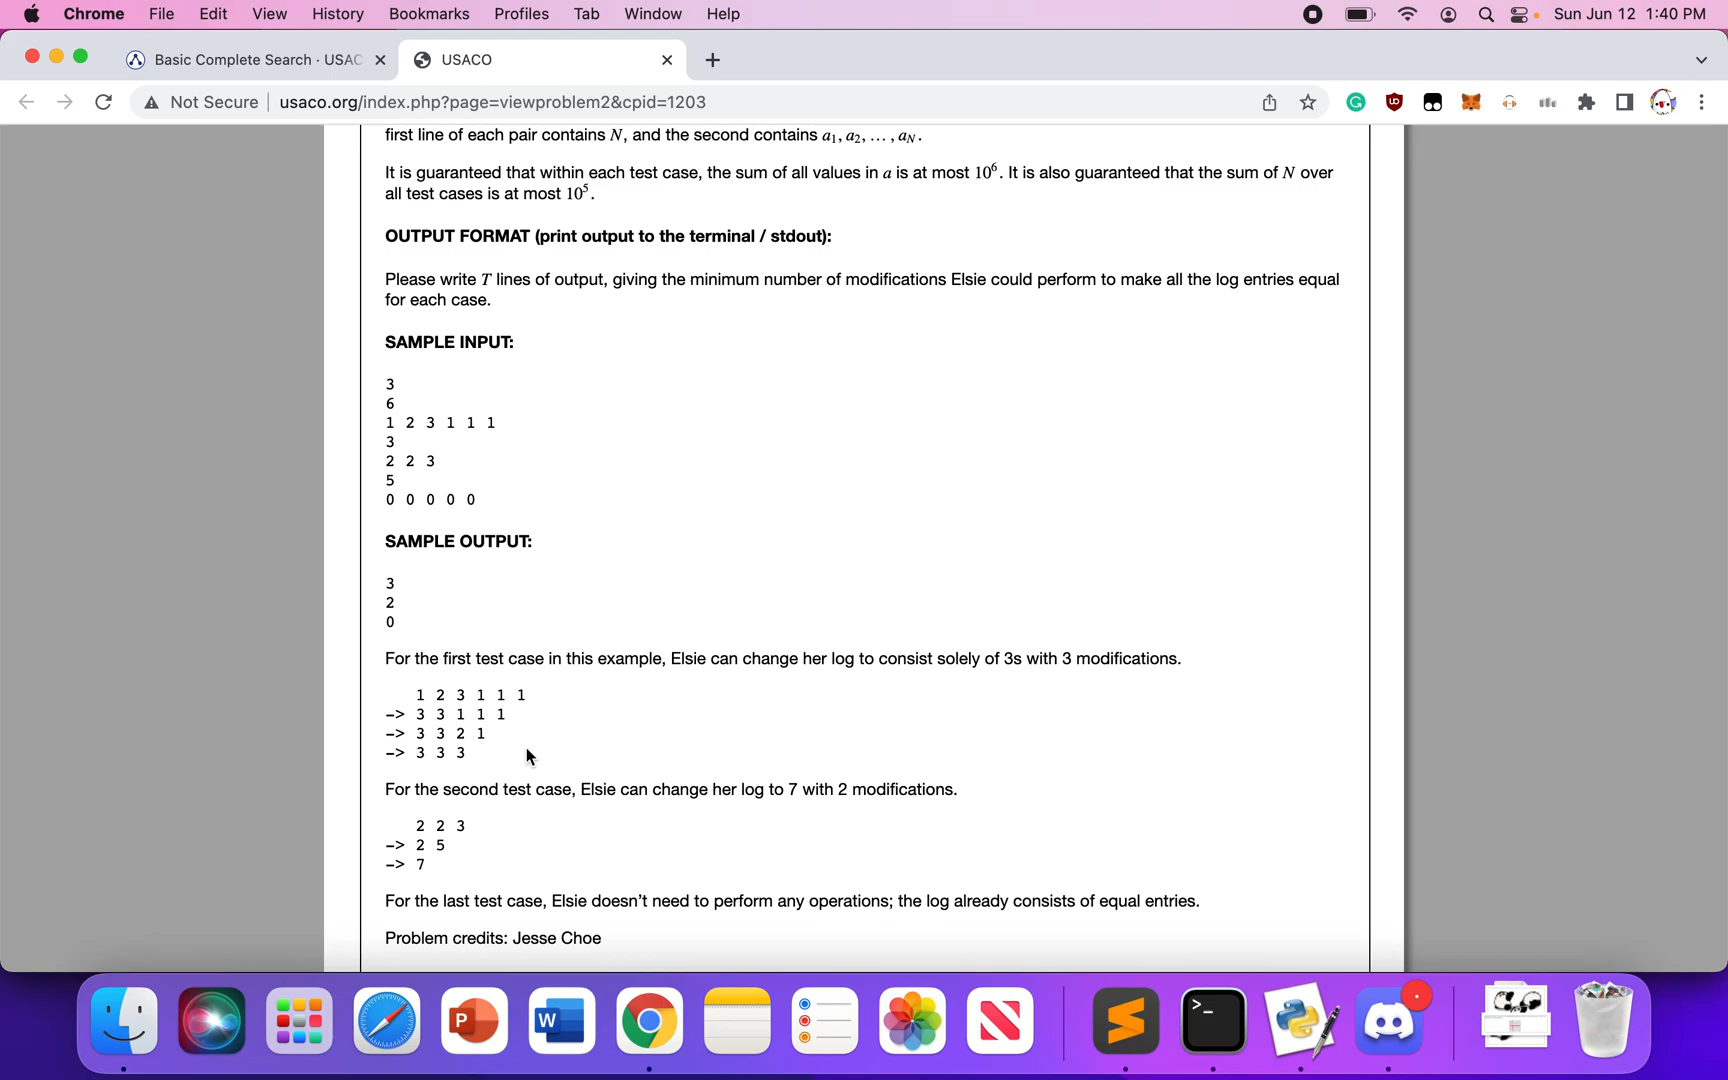 Chrome File Edit View History Bookmarks Profiles Tab Window Help Sun Jun 12 1:40 PM
Basic Complete Search · USAC USACO
Not Secure usaco.org/index.php?page=viewproblem2&cpid=1203
first line of each pair contains N, and the second contains a1, a2, … , aN.
It is guaranteed that within each test case, the sum of all values in a is at most 10^6. It is also guaranteed that the sum of N over
all test cases is at most 10^5.
OUTPUT FORMAT (print output to the terminal / stdout):
Please write T lines of output, giving the minimum number of modifications Elsie could perform to make all the log entries equal
for each case.
SAMPLE INPUT:
3
6
1 2 3 1 1 1
3
2 2 3
5
0 0 0 0 0
SAMPLE OUTPUT:
3
2
0
For the first test case in this example, Elsie can change her log to consist solely of 3s with 3 modifications.
1 2 3 1 1 1
-> 3 3 1 1 1
-> 3 3 2 1
-> 3 3 3
For the second test case, Elsie can change her log to 7 with 2 modifications.
2 2 3
-> 2 5
-> 7
For the last test case, Elsie doesn't need to perform any operations; the log already consists of equal entries.
Problem credits: Jesse Choe
P
W
>_